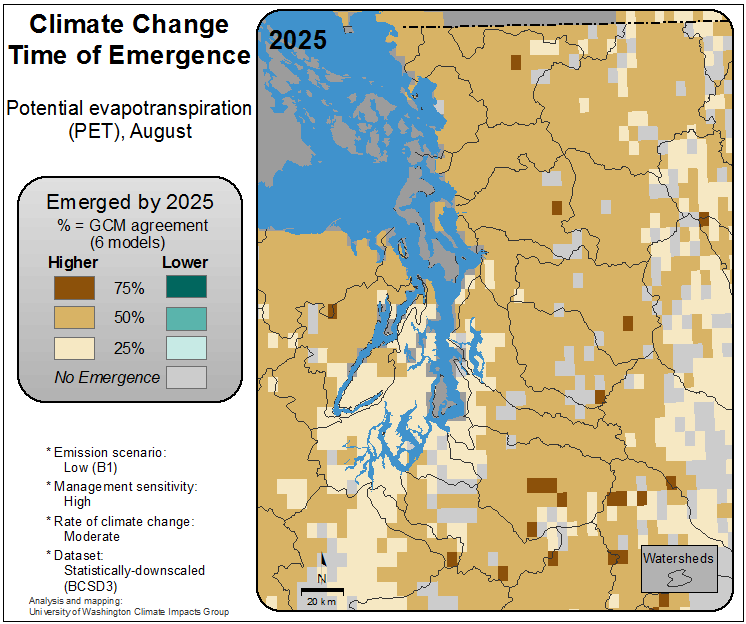 Climate Change
Time of Emergence
Potential evapotranspiration
(PET), August
Emerged by 2025
% = GCM agreement
(6 models)
Higher Lower
75%
50%
25%
No Emergence
* Emission scenario:
Low (B1)
* Management sensitivity:
High
* Rate of climate change:
Moderate
* Dataset:
Statistically-downscaled
(BCSD3)
Analysis and mapping:
University of Washington Climate Impacts Group
2025
N
20 km
Watersheds